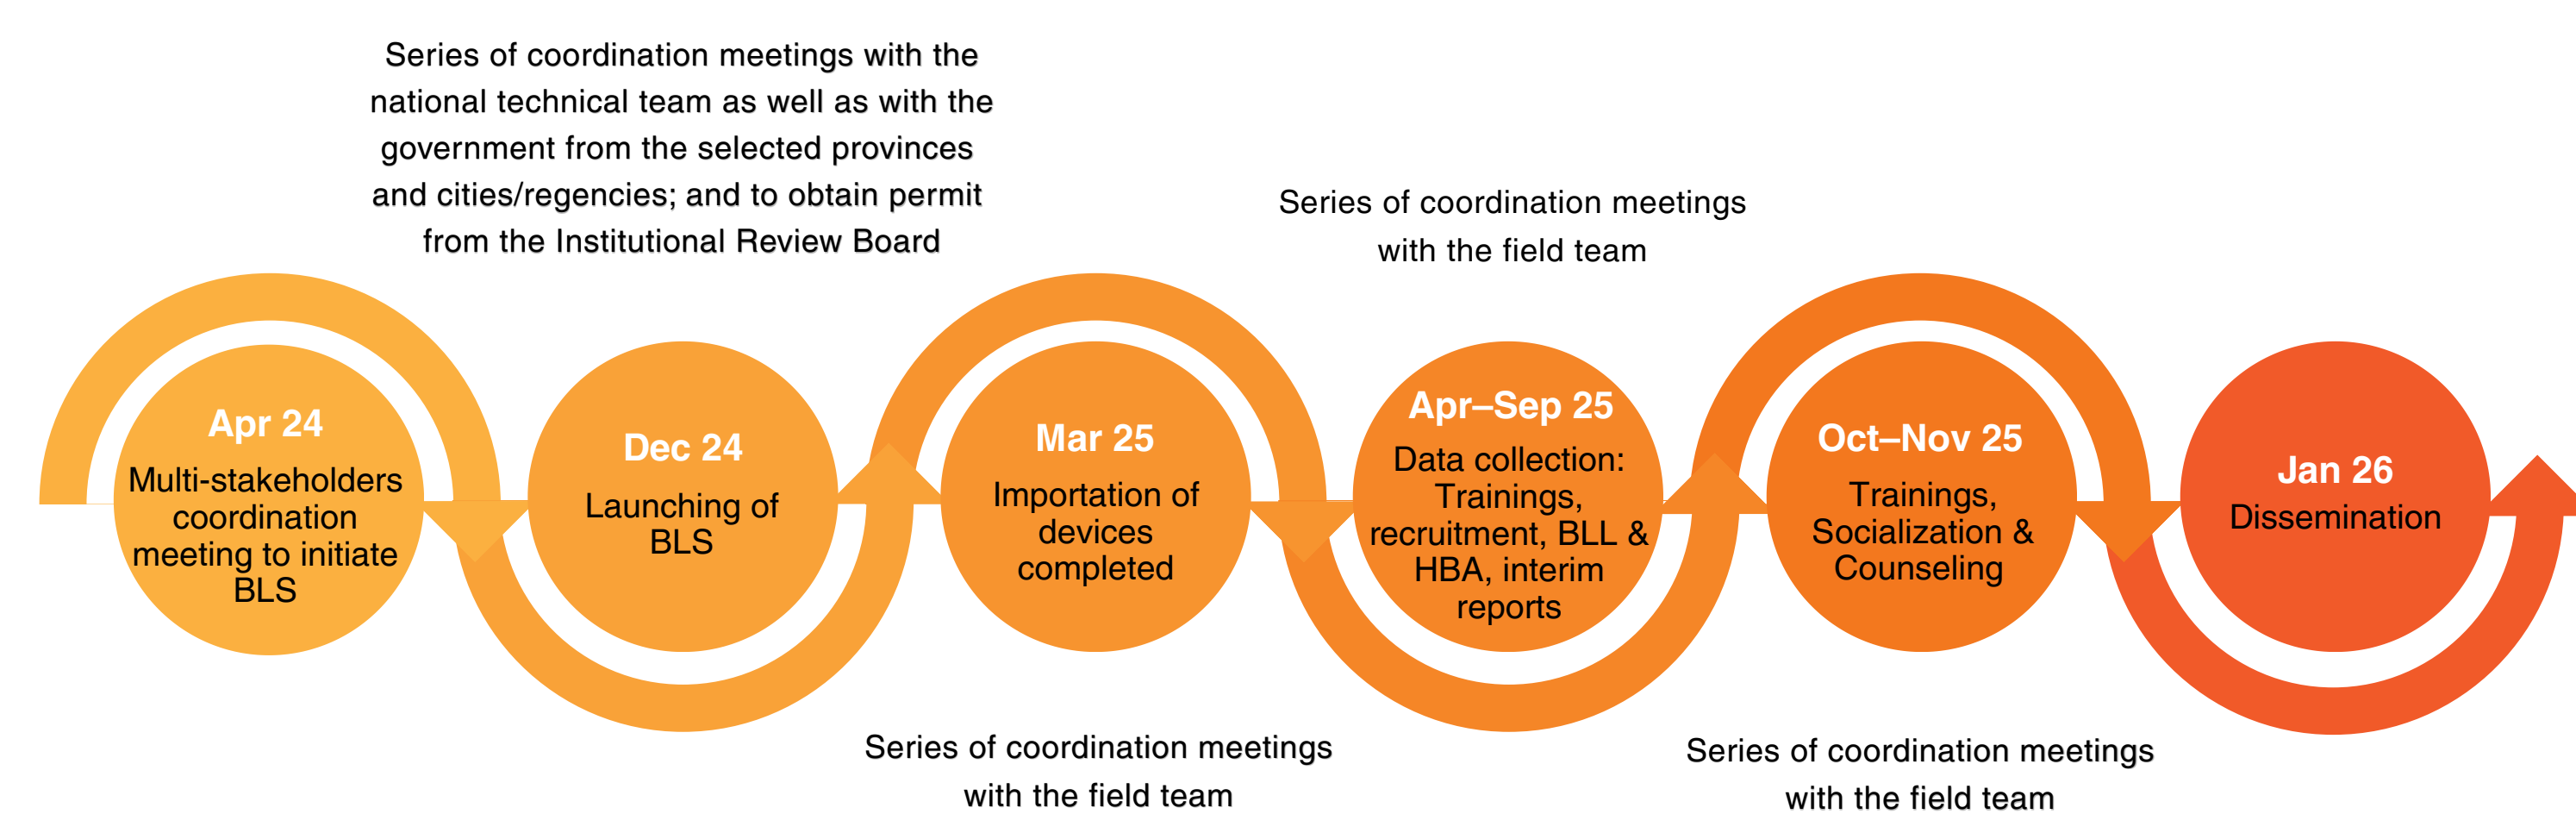 Series of coordination meetings with the
national technical team as well as with the
government from the selected provinces
and cities/regencies; and to obtain permit
from the Institutional Review Board
Series of coordination meetings
with the field team
Apr 24
Multi-stakeholders
coordination
meeting to initiate
BLS
Dec 24
Launching of
BLS
Mar 25
Importation of
devices
completed
Apr–Sep 25
Data collection:
Trainings,
recruitment, BLL &
HBA, interim
reports
Oct–Nov 25
Trainings,
Socialization &
Counseling
Jan 26
Dissemination
Series of coordination meetings
with the field team
Series of coordination meetings
with the field team